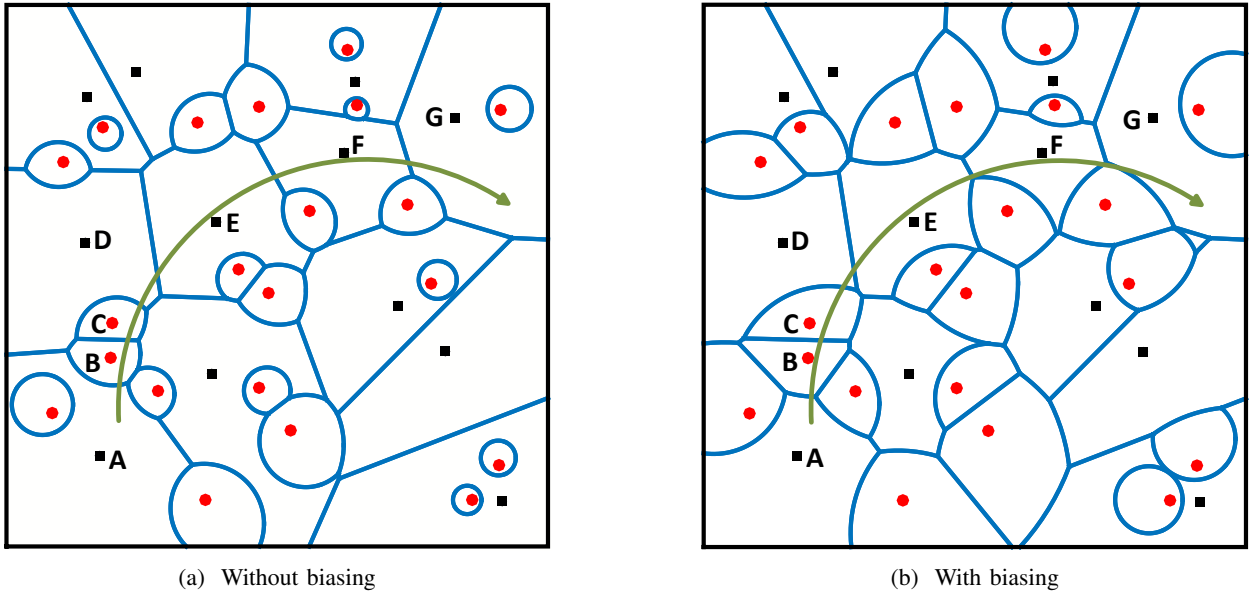 G G
F F
E E
D D
C C
B B
A A
(a) Without biasing (b) With biasing